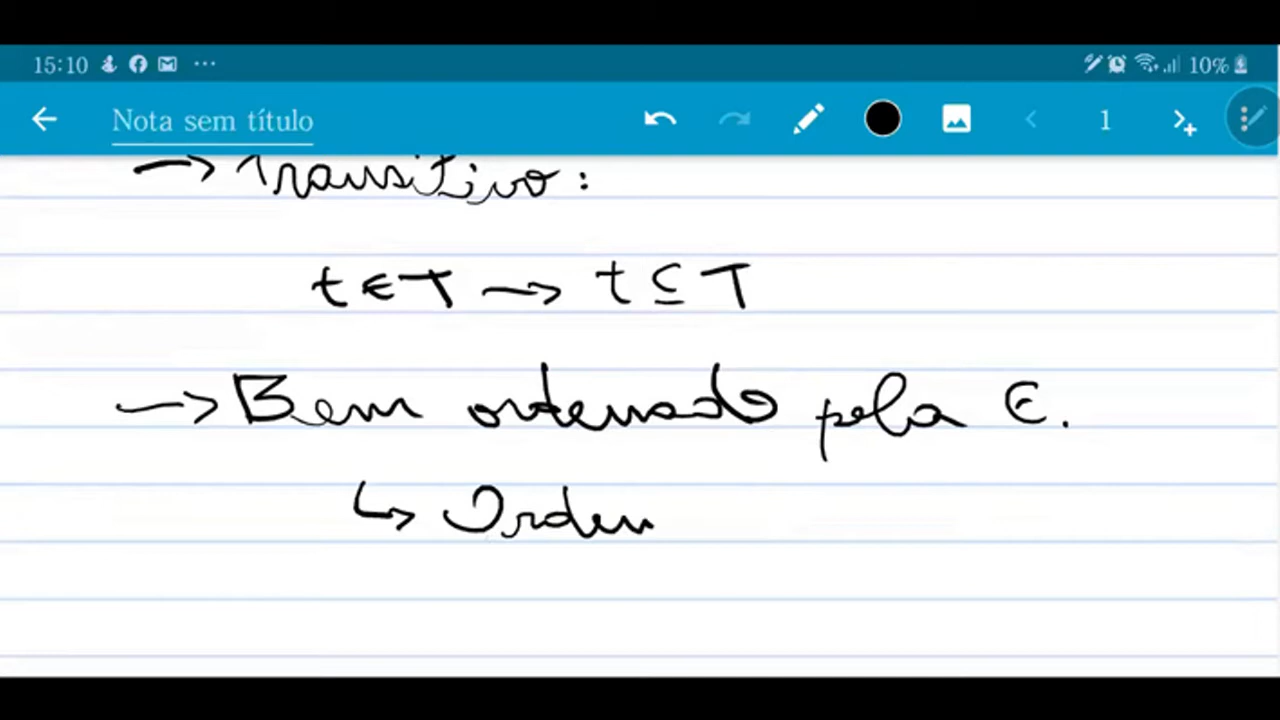 15:10 ... 10%
Nota sem título 1
→ Transitivo:
t ∈ T → t ⊆ T
→ Bem ordenado pela ∈.
↳ Ordem